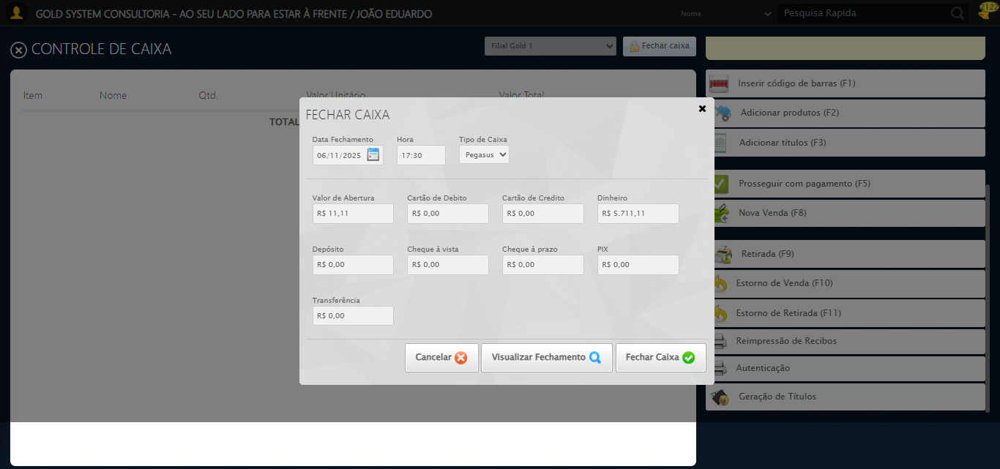 GOLD SYSTEM CONSULTORIA - AO SEU LADO PARA ESTAR À FRENTE / JOÃO EDUARDO
Nome
Pesquisa Rapida
2122
CONTROLE DE CAIXA
Filial Gold 1
Fechar caixa
Item
Nome
Qtd.
Valor Unitário
Valor Total
TOTAL
FECHAR CAIXA
Data Fechamento
Hora
Tipo de Caixa
06/11/2025
17:30
Pegasus
Valor de Abertura
Cartão de Debito
Cartão de Credito
Dinheiro
R$ 11,11
R$ 0,00
R$ 0,00
R$ 5.711,11
Depósito
Cheque à vista
Cheque à prazo
PIX
R$ 0,00
R$ 0,00
R$ 0,00
R$ 0,00
Transferência
R$ 0,00
Cancelar
Visualizar Fechamento
Fechar Caixa
Inserir código de barras (F1)
Adicionar produtos (F2)
Adicionar títulos (F3)
Prosseguir com pagamento (F5)
Nova Venda (F8)
Retirada (F9)
Estorno de Venda (F10)
Estorno de Retirada (F11)
Reimpressão de Recibos
Autenticação
Geração de Títulos